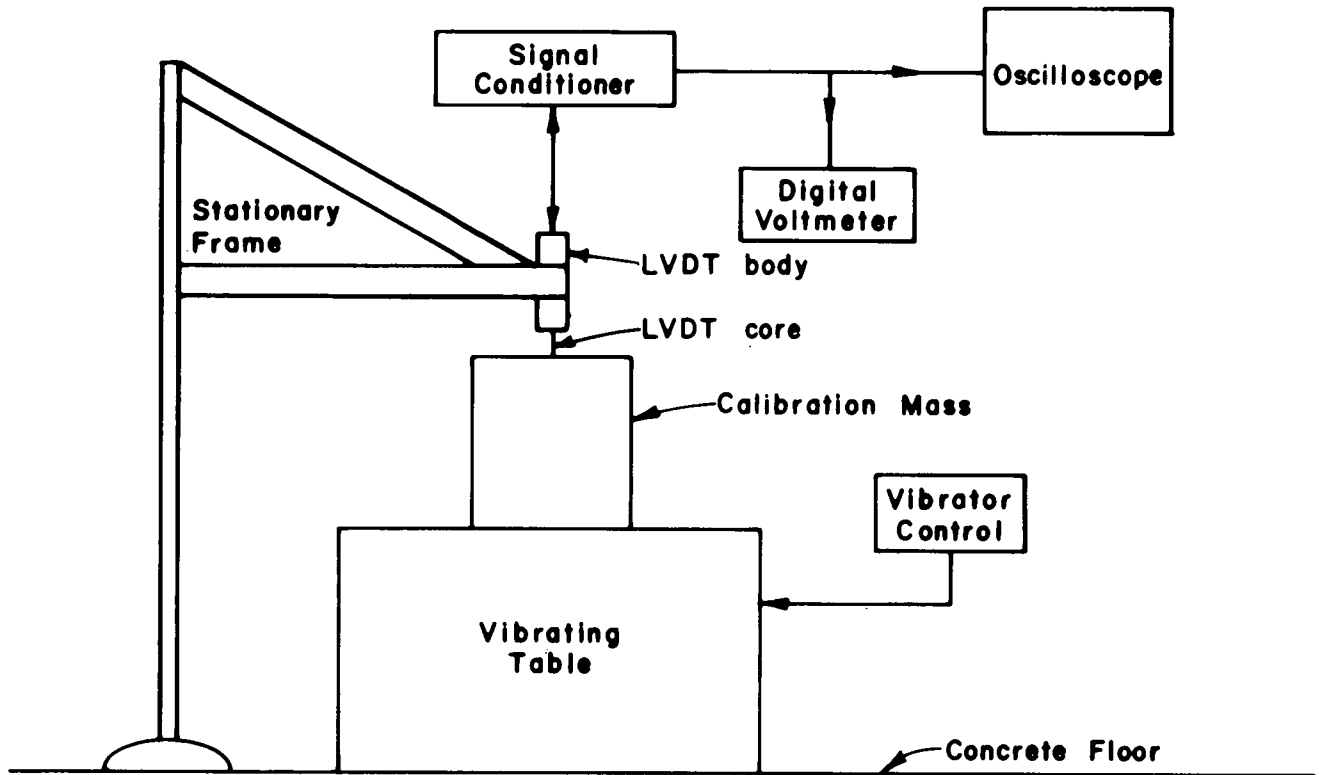 Signal
Conditioner
Oscilloscope
Digital
Voltmeter
Stationary
Frame
LVDT body
LVDT core
Calibration Mass
Vibrator
Control
Vibrating
Table
Concrete Floor